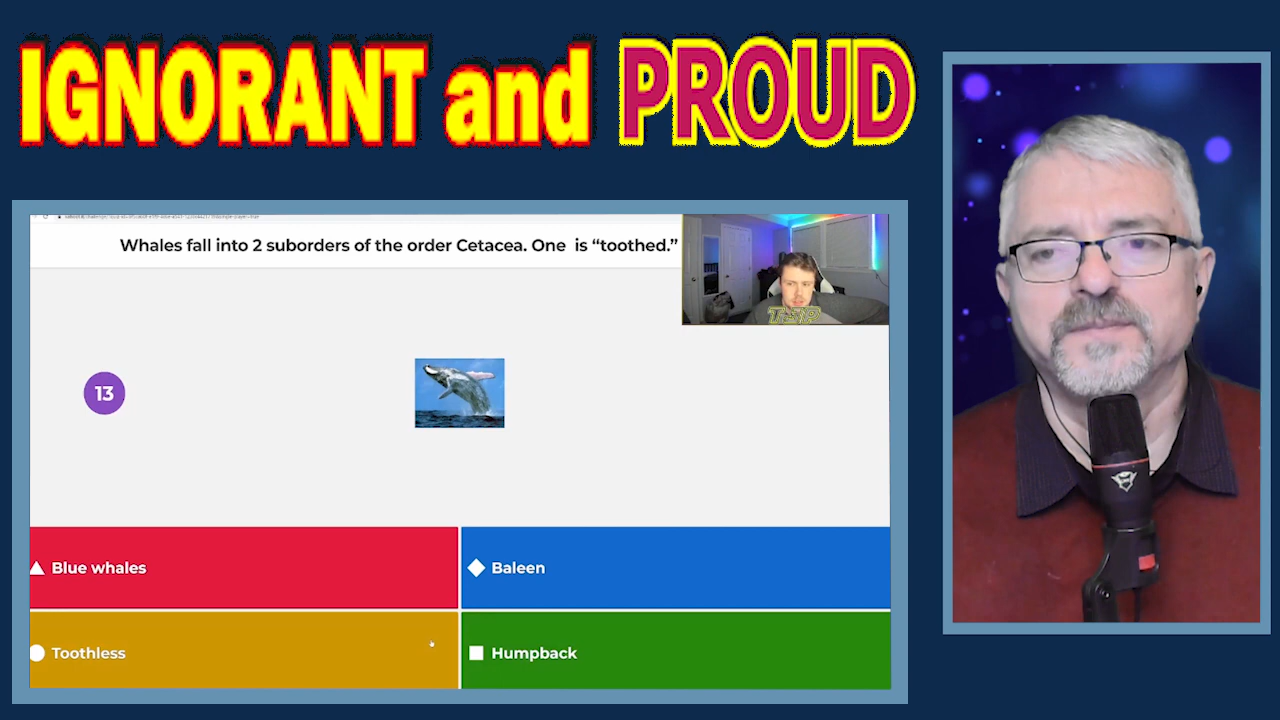 IGNORANT and PROUD
Whales fall into 2 suborders of the order Cetacea. One is “toothed.”
TSP
13
Blue whales
Baleen
Toothless
Humpback